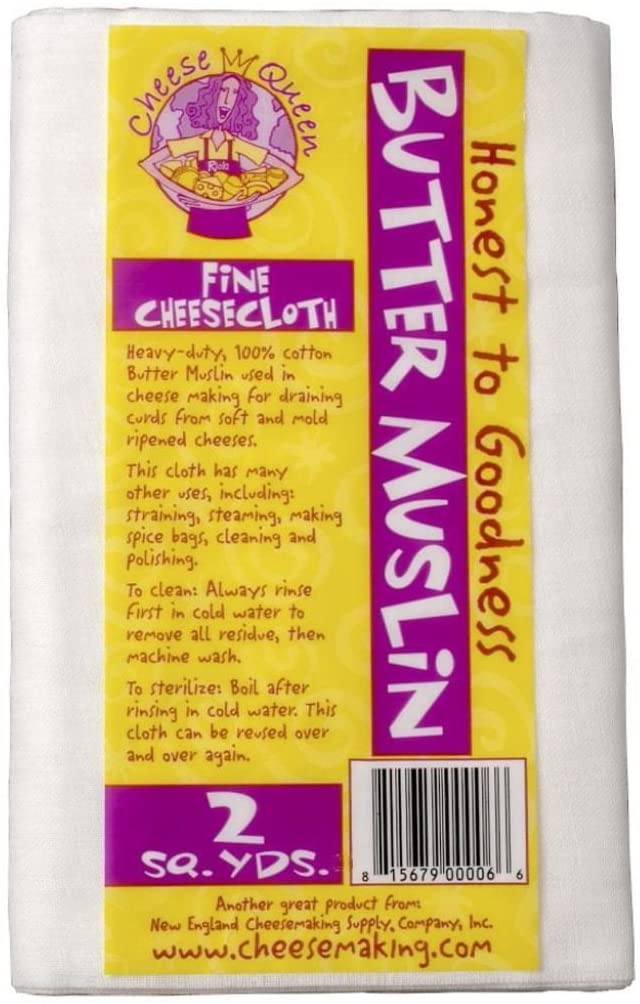 Cheese Queen
Ricki
Honest to Goodness
BUTTER MUSLIN
FINE
CHEESECLOTH
Heavy-duty, 100% cotton
Butter Muslin used in
cheese making for draining
curds from soft and mold
ripened cheeses.
This cloth has many
other uses, including:
straining, steaming, making
spice bags, cleaning and
polishing.
To clean: Always rinse
first in cold water to
remove all residue, then
machine wash.
To sterilize: Boil after
rinsing in cold water. This
cloth can be reused over
and over again.
2
SQ. YDS.
8 15679 00006 6
Another great product from:
New England Cheesemaking Supply, Company, Inc.
www.cheesemaking.com